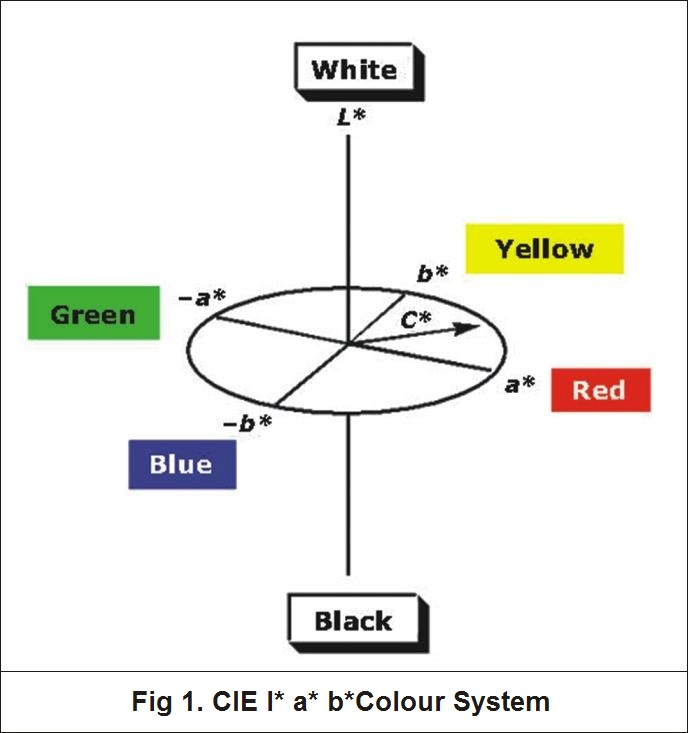 White
L*
Yellow
b*
–a*
Green
C*
a*
Red
–b*
Blue
Black
Fig 1. CIE l* a* b*Colour System